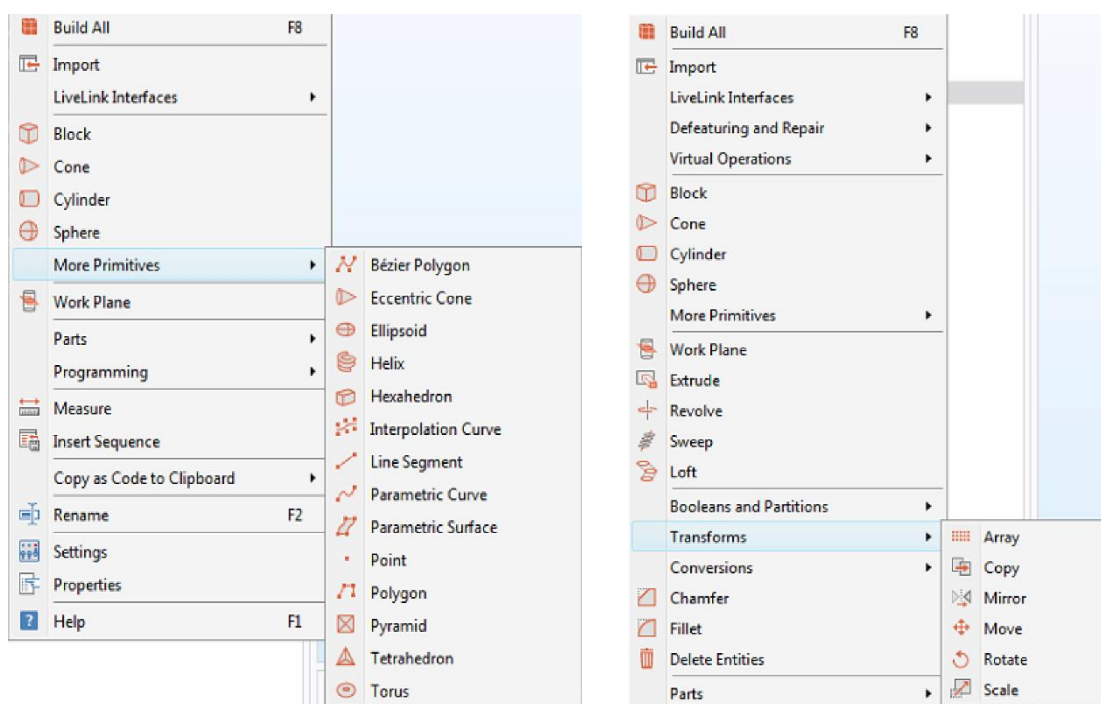 Build All F8
Import
LiveLink Interfaces
Block
Cone
Cylinder
Sphere
More Primitives
Work Plane
Parts
Programming
Measure
Insert Sequence
Copy as Code to Clipboard
Rename F2
Settings
Properties
Help F1
Bézier Polygon
Eccentric Cone
Ellipsoid
Helix
Hexahedron
Interpolation Curve
Line Segment
Parametric Curve
Parametric Surface
Point
Polygon
Pyramid
Tetrahedron
Torus
Build All F8
Import
LiveLink Interfaces
Defeaturing and Repair
Virtual Operations
Block
Cone
Cylinder
Sphere
More Primitives
Work Plane
Extrude
Revolve
Sweep
Loft
Booleans and Partitions
Transforms
Conversions
Chamfer
Fillet
Delete Entities
Parts
Array
Copy
Mirror
Move
Rotate
Scale